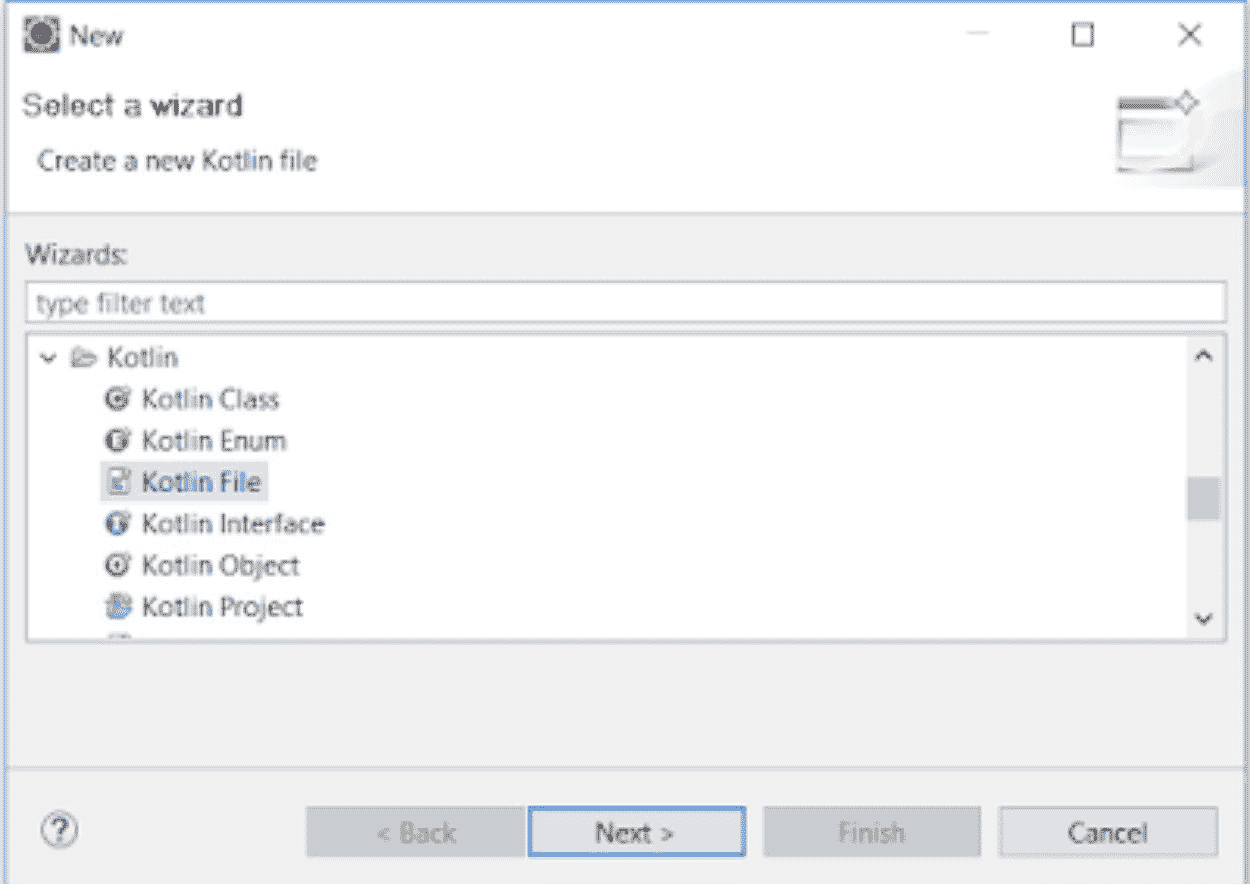 New
Select a wizard
Create a new Kotlin file
Wizards:
type filter text
Kotlin
Kotlin Class
Kotlin Enum
Kotlin File
Kotlin Interface
Kotlin Object
Kotlin Project
?
< Back
Next >
Finish
Cancel